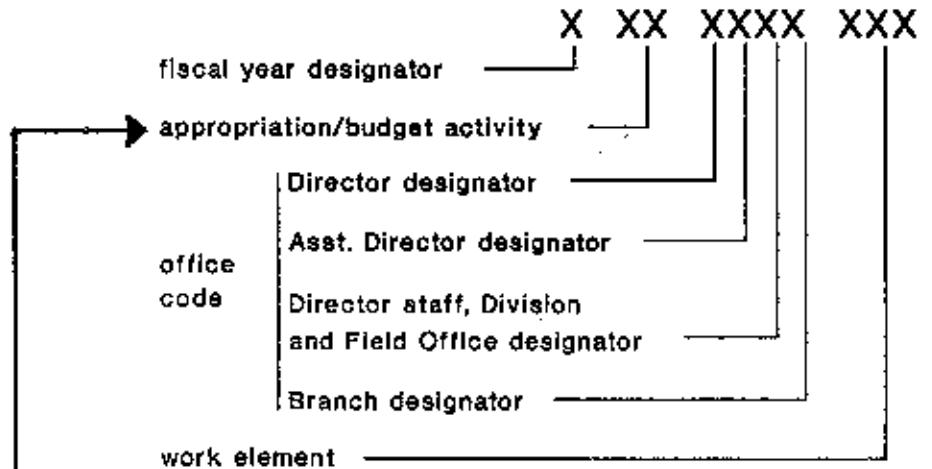 X XX XXXX XXX
fiscal year designator
appropriation/budget activity
Director designator
Asst. Director designator
office
code
Director staff, Division
and Field Office designator
Branch designator
work element